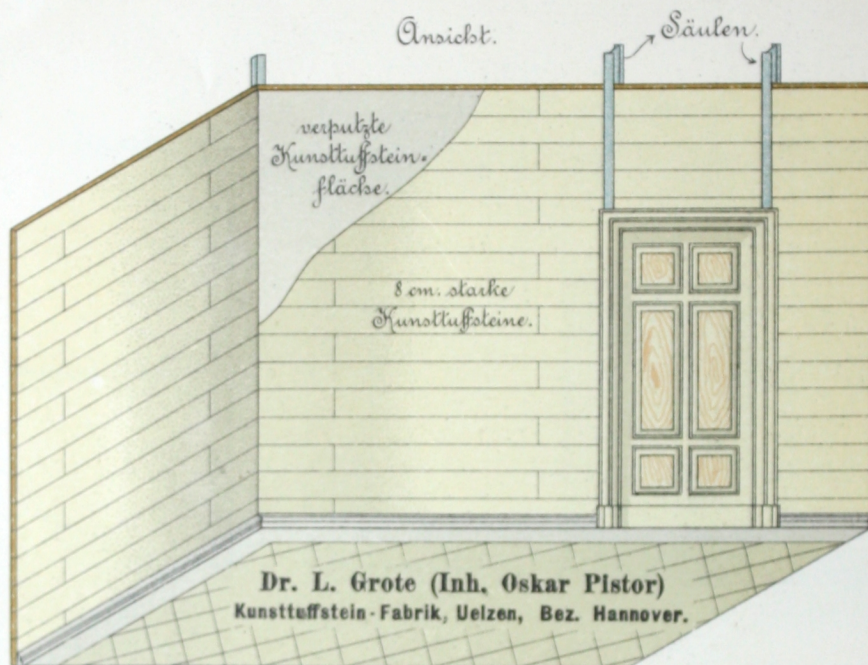 Ansicht.
Säulen.
verputzte
Kunsttuffstein-
fläche.
8 cm. starke
Kunsttuffsteine.
Dr. L. Grote (Inh. Oskar Pistor)
Kunsttuffstein-Fabrik, Uelzen, Bez. Hannover.